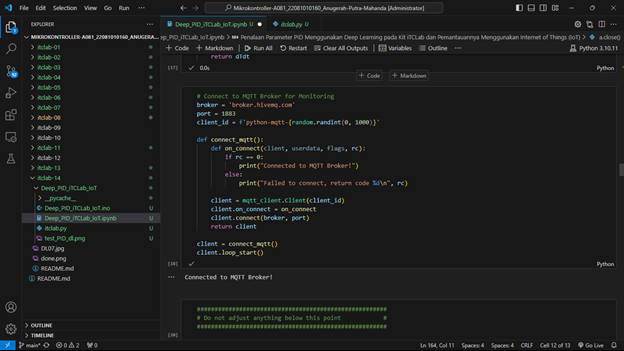 File Edit Selection View Go Run ...
Mikrokontroler-A081_22081010160_Anugerah-Putra-Mahanda [Administrator]
EXPLORER
MIKROKONTROLER-A081_22081010160_ANUGERA...
itclab-01
itclab-02
itclab-03
itclab-04
itclab-05
itclab-06
itclab-07
itclab-08
itclab-09
itclab-10
itclab-11
itclab-12
itclab-13
itclab-14
Deep_PID_iTCLab_IoT
__pycache__
Deep_PID_iTCLab_IoT.ino U
Deep_PID_iTCLab_IoT.ipynb U
itclab.py U
test_PID_dl.png U
DL07.jpg
done.png
README.md
README.md
OUTLINE
TIMELINE
Deep_PID_iTCLab_IoT.ipynb U
itclab.py U
ep_PID_iTCLab_IoT.ipynb > Penalaan Parameter PID Menggunakan Deep Learning pada Kit iTCLab dan Pemantauannya Menggunakan Internet of Things (IoT) > a.close()
+ Code + Markdown Run All Restart Clear All Outputs Variables Outline ... Python 3.10.11
return dTdt
[17] 0.0s Python
+ Code + Markdown
# Connect to MQTT Broker for Monitoring
broker = 'broker.hivemq.com'
port = 1883
client_id = f'python-mqtt-{random.randint(0, 1000)}'
def connect_mqtt():
def on_connect(client, userdata, flags, rc):
if rc == 0:
print("Connected to MQTT Broker!")
else:
print("Failed to connect, return code %d\n", rc)
client = mqtt_client.Client(client_id)
client.on_connect = on_connect
client.connect(broker, port)
return client
client = connect_mqtt()
client.loop_start()
[18] Python
... Connected to MQTT Broker!
######################################################
# Do not adjust anything below this point #
######################################################
main* 0 2 0 Ln 164, Col 11 Spaces: 4 Spaces: 4 CRLF Cell 12 of 13 Go Live